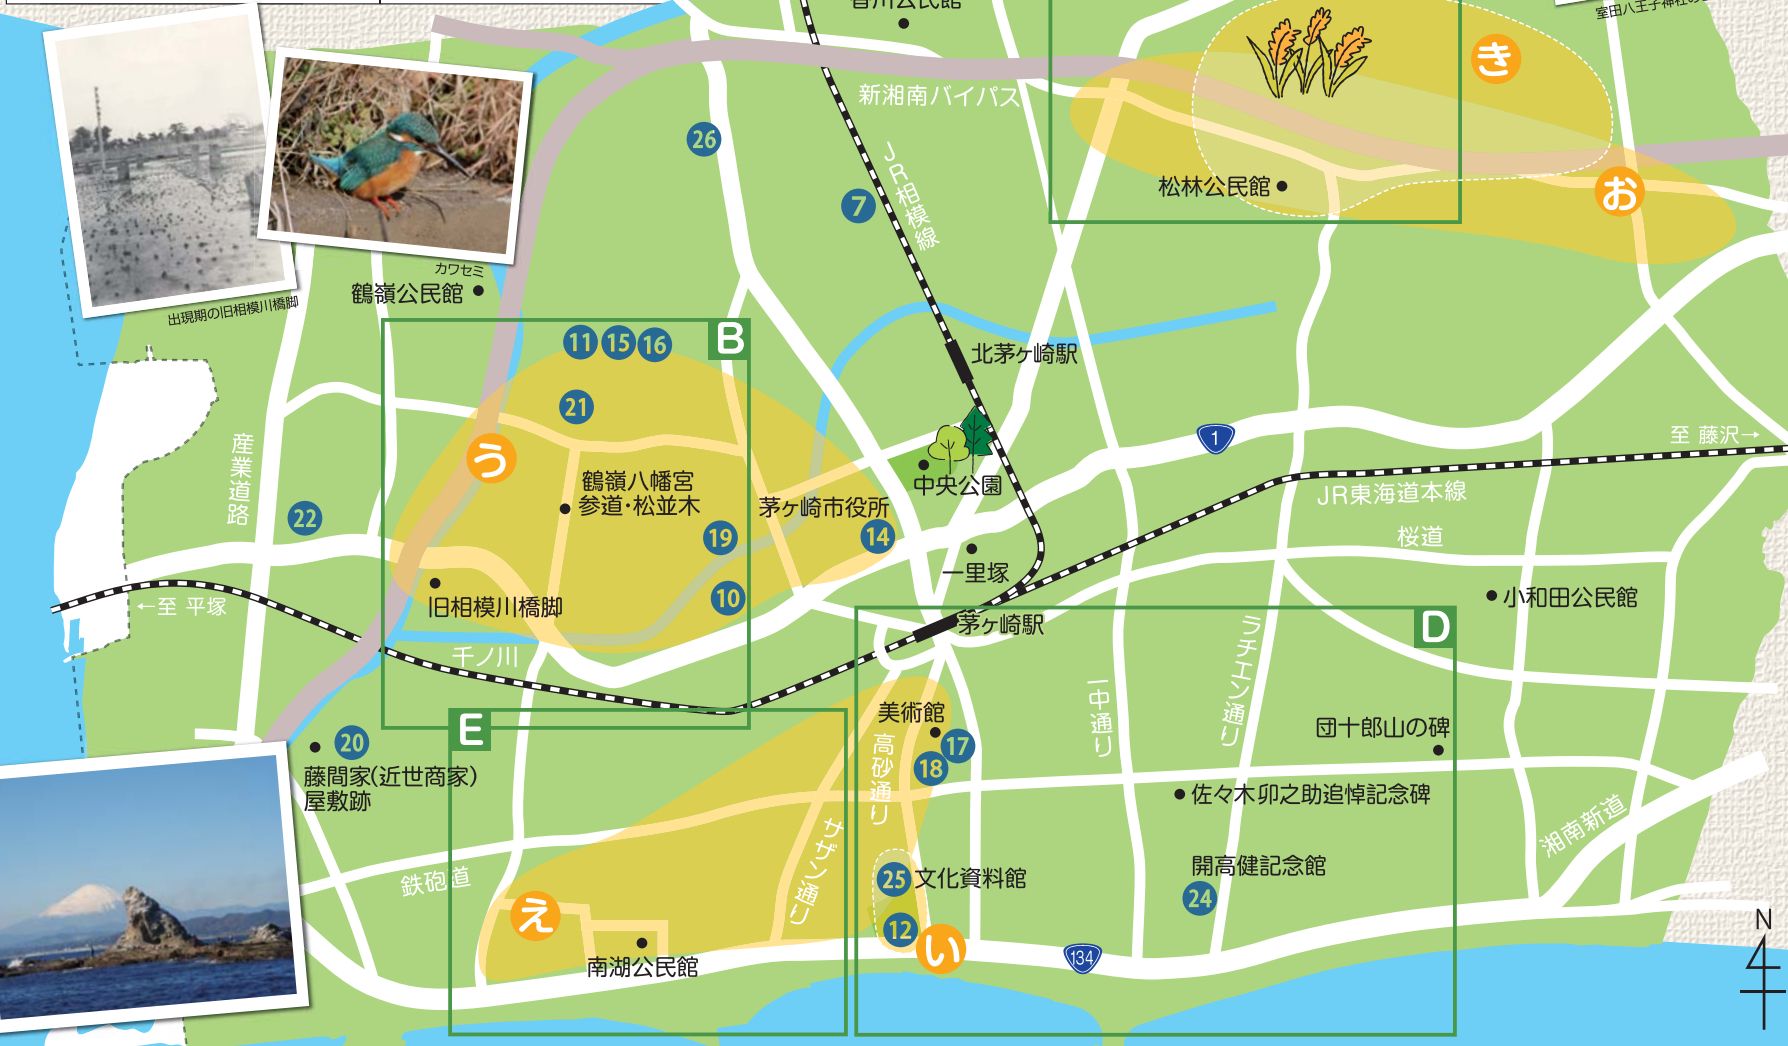 香川公民館
室田八王子神社の
き
新湘南バイパス
26
JR相模線
7
松林公民館
お
カワセミ
鶴嶺公民館
出現期の旧相模川橋脚
B
11
15
16
北茅ヶ崎駅
21
1
至 藤沢→
産業道路
う
鶴嶺八幡宮
参道・松並木
中央公園
茅ヶ崎市役所
JR東海道本線
22
19
14
桜道
一里塚
旧相模川橋脚
10
←至 平塚
小和田公民館
茅ヶ崎駅
D
千ノ川
ラチエン通り
一中通り
E
美術館
17
高砂通り
18
団十郎山の碑
20
藤間家(近世商家)
屋敷跡
佐々木卯之助追悼記念碑
サザン通り
湘南新道
鉄砲道
25
文化資料館
開高健記念館
24
え
12
い
134
N
南湖公民館